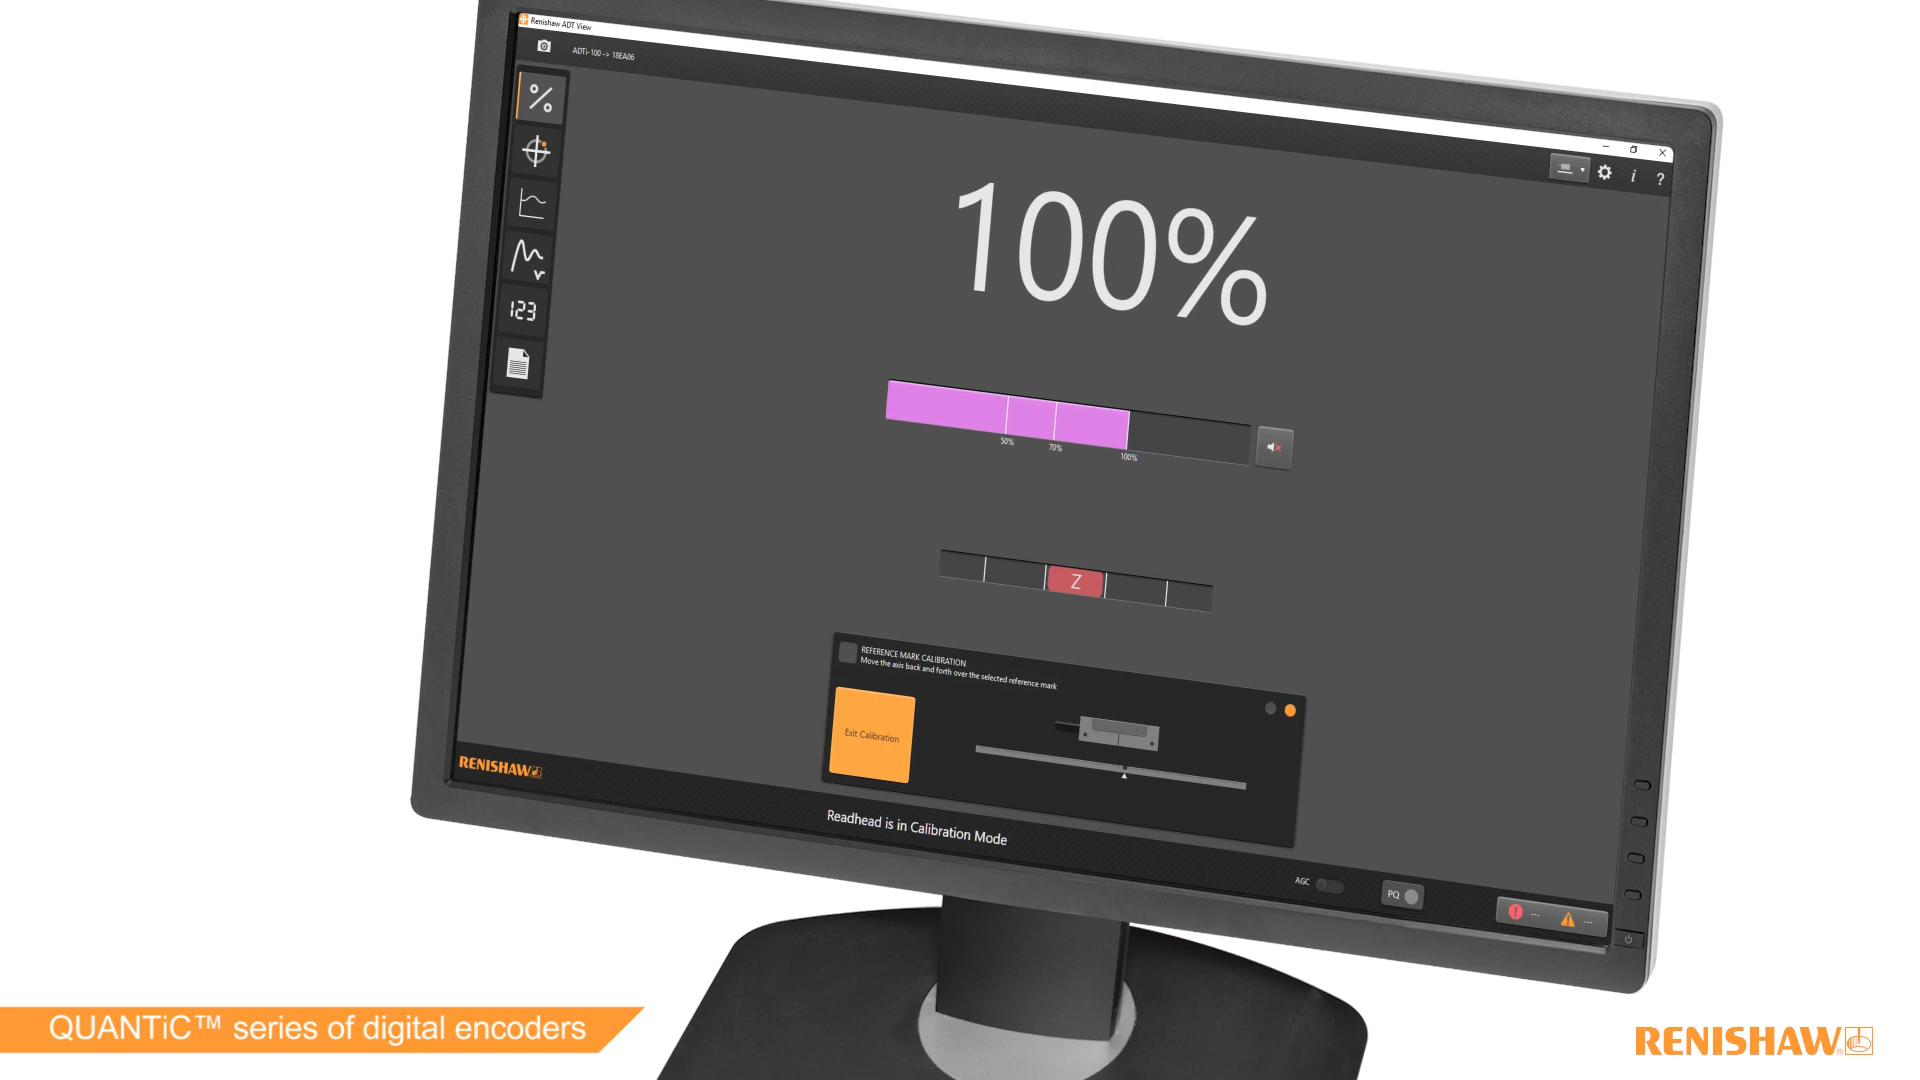 Renishaw ADT View
ADTi-100 -> 18EA06
i ?
100%
123
50% 70% 100%
Z
REFERENCE MARK CALIBRATION
Move the axis back and forth over the selected reference mark
Exit Calibration
RENISHAW
Readhead is in Calibration Mode
AGC
PQ
! --- ! ---
QUANTiC™ series of digital encoders
RENISHAW